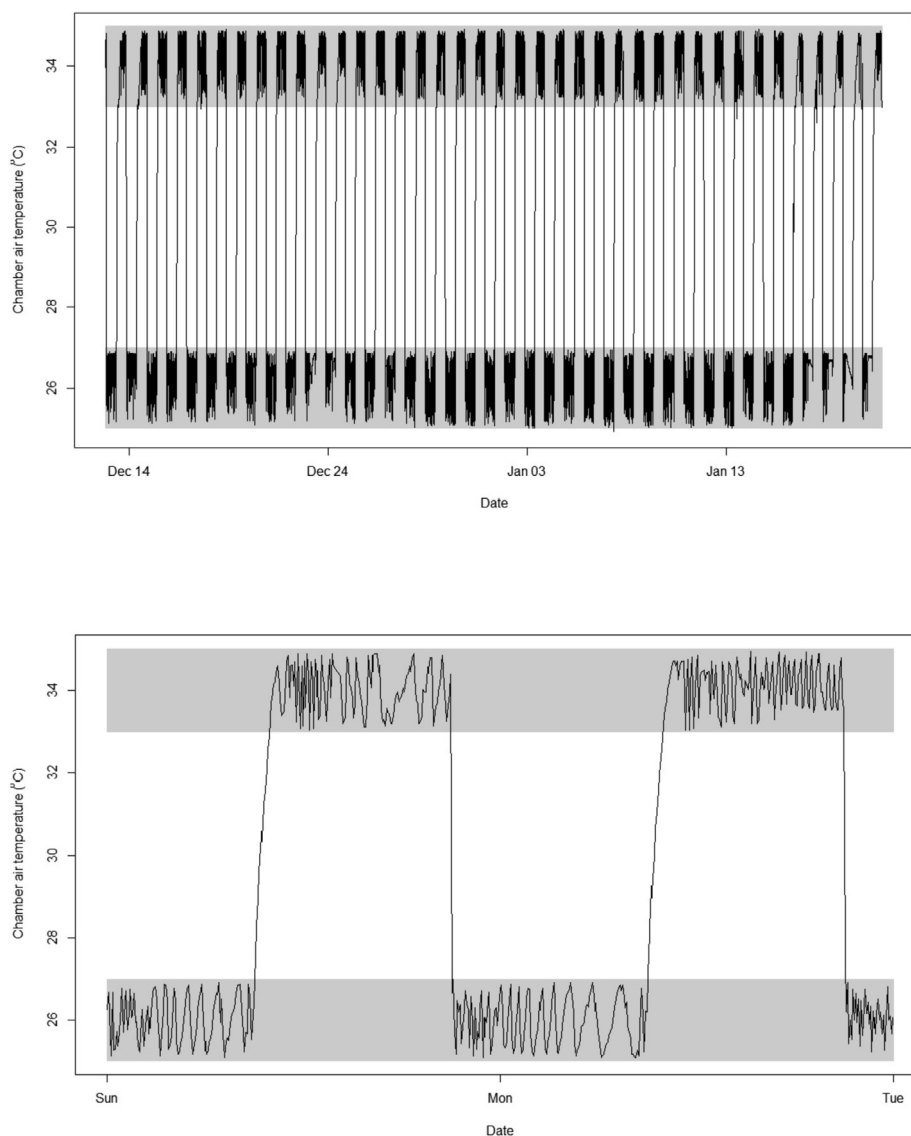 34
32
30
28
26
Chamber air temperature (°C)
Dec 14 Dec 24 Jan 03 Jan 13
Date
34
32
30
28
26
Chamber air temperature (°C)
Sun Mon Tue
Date